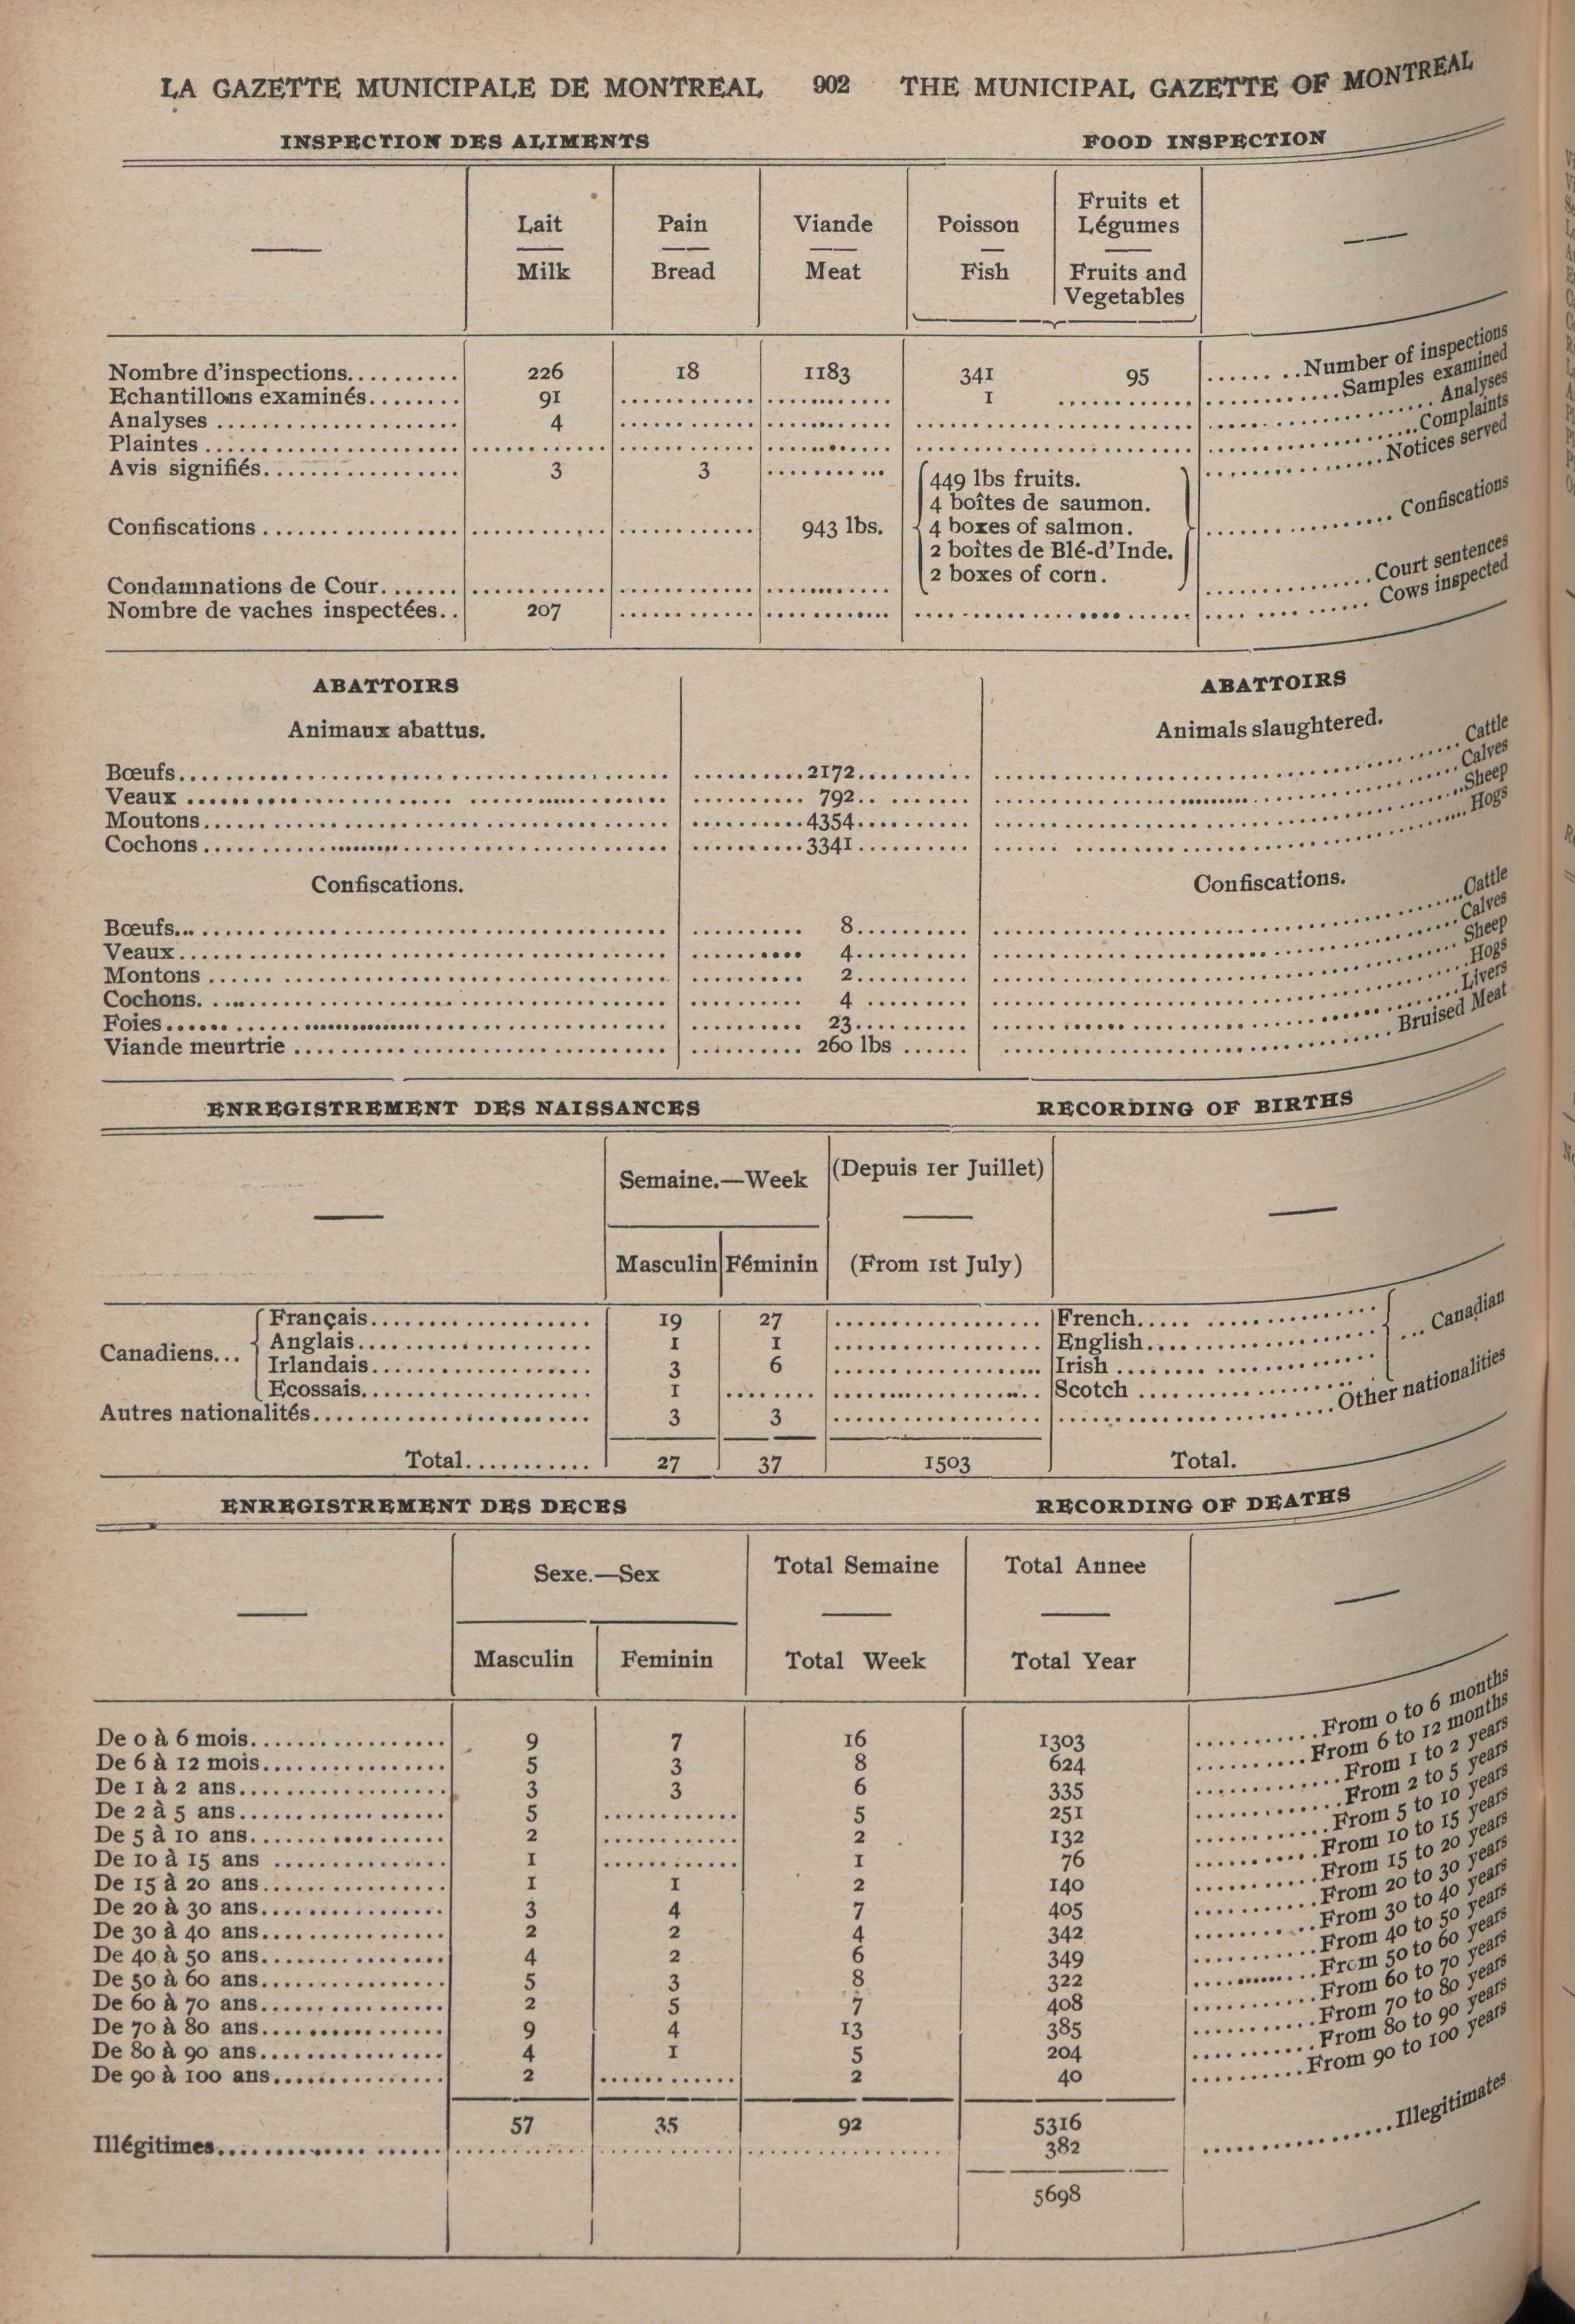 LA GAZETTE MUNICIPALE DE MONTREAL 902 THE MUNICIPAL GAZETTE OF MONTREAL
INSPECTION DES ALIMENTS FOOD INSPECTION
Lait Pain Viande Poisson Fruits et Légumes
Milk Bread Meat Fish Fruits and Vegetables
Nombre d'inspections.......... 226 18 1183 341 95 ........Number of inspections
Echantillons examinés........ 91 ............ ............ 1 ............ ............Samples examined
Analyses ..................... 4 ............ ............ ........................ ............Analyses
Plaintes ...................... ............ ............ ............ ........................ ............Complaints
Avis signifiés................. 3 3 ........... ............Notices served
449 lbs fruits.
4 boîtes de saumon.
Confiscations ................. ............ ............ 943 lbs. 4 boxes of salmon. ................ Confiscations
2 boîtes de Blé-d'Inde.
2 boxes of corn.
Condamnations de Cour....... ............ ............ ............ ..............Court sentences
Nombre de vaches inspectées.. 207 ............ ............ ........................ .............. Cows inspected
ABATTOIRS ABATTOIRS
Animaux abattus. Animals slaughtered.
Bœufs.......................................... ..........2172.......... ..............................Cattle
Veaux .......................................... .......... 792.. ....... ..............................Calves
Moutons........................................ ..........4354.......... ..............................Sheep
Cochons........................................ ..........3341.......... ..............................Hogs
Confiscations. Confiscations.
Bœufs.......................................... .......... 8.......... ..............................Cattle
Veaux.......................................... .......... 4.......... ..............................Calves
Montons ........................................ .......... 2.......... .............................. Sheep
Cochons........................................ .......... 4 ......... ..............................Hogs
Foies.......................................... .......... 23.......... ..............................Livers
Viande meurtrie ................................ .......... 260 lbs ...... .............................. Bruised Meat
ENREGISTREMENT DES NAISSANCES RECORDING OF BIRTHS
Semaine.—Week (Depuis 1er Juillet)
Masculin Féminin (From 1st July)
Français................... 19 27 .................. French..... ..............
Anglais.................... 1 1 .................. English....................
Canadiens... ... Canadian
Irlandais................... 3 6 .................. Irish ........ ............
Ecossais.................... 1 ........ .................. Scotch ...................
Autres nationalités........................ 3 3 .................. ........................Other nationalities
Total........... 27 37 1503 Total.
ENREGISTREMENT DES DECES RECORDING OF DEATHS
Sexe.—Sex Total Semaine Total Annee
Masculin Feminin Total Week Total Year
De 0 à 6 mois................. 9 7 16 1303 ...........From 0 to 6 months
De 6 à 12 mois................ 5 3 8 624 ..........From 6 to 12 months
De 1 à 2 ans.................. 3 3 6 335 .............From 1 to 2 years
De 2 à 5 ans.................. 5 ............ 5 251 .............From 2 to 5 years
De 5 à 10 ans................. 2 ............ 2 132 ............From 5 to 10 years
De 10 à 15 ans ............... 1 ............ 1 76 ...........From 10 to 15 years
De 15 à 20 ans................ 1 1 2 140 ...........From 15 to 20 years
De 20 à 30 ans................ 3 4 7 405 ...........From 20 to 30 years
De 30 à 40 ans................ 2 2 4 342 ...........From 30 to 40 years
De 40 à 50 ans................ 4 2 6 349 ...........From 40 to 50 years
De 50 à 60 ans................ 5 3 8 322 ...........From 50 to 60 years
De 60 à 70 ans................ 2 5 7 408 ...........From 60 to 70 years
De 70 à 80 ans................ 9 4 13 385 ...........From 70 to 80 years
De 80 à 90 ans................ 4 1 5 204 ...........From 80 to 90 years
De 90 à 100 ans............... 2 ............ 2 40 ..........From 90 to 100 years
57 35 92 5316
Illégitimes................... ............ ............ .................. 382 .................Illegitimates
5698